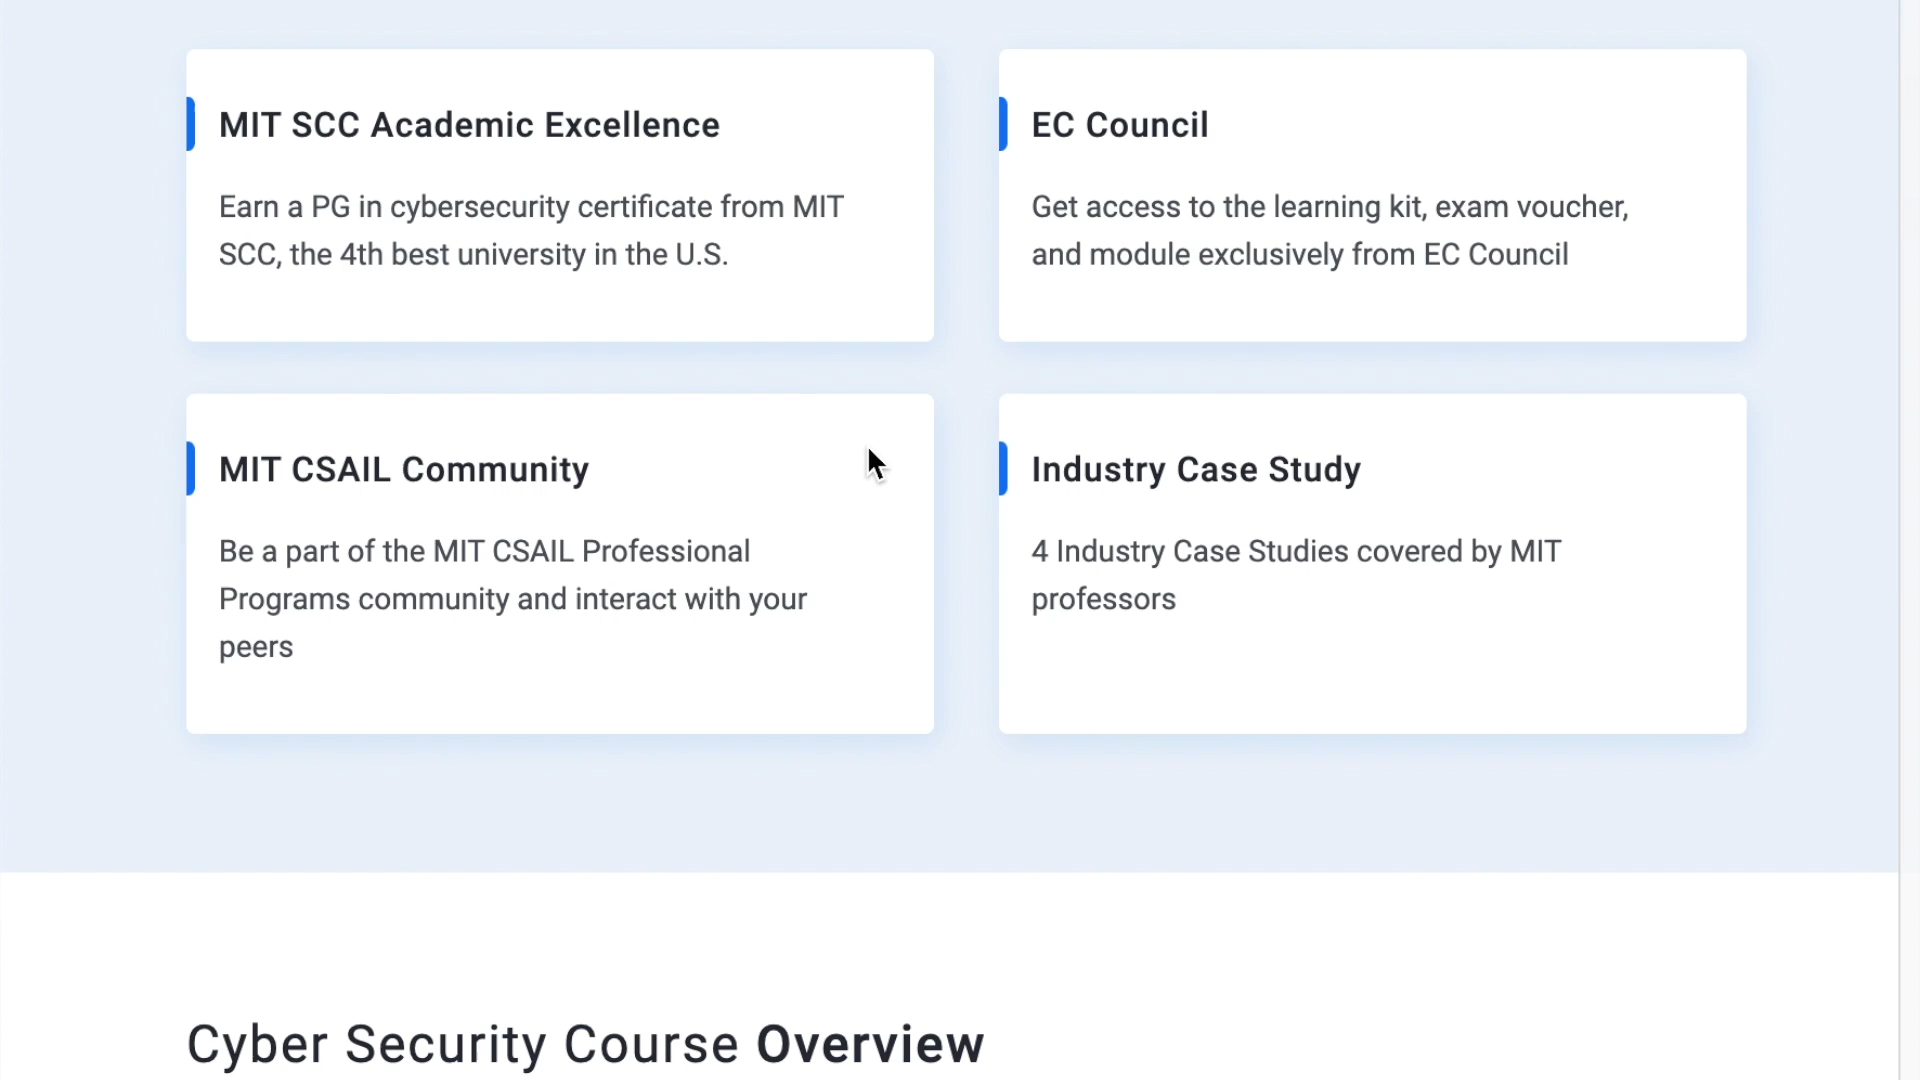 MIT SCC Academic Excellence
Earn a PG in cybersecurity certificate from MIT
SCC, the 4th best university in the U.S.
EC Council
Get access to the learning kit, exam voucher,
and module exclusively from EC Council
MIT CSAIL Community
Be a part of the MIT CSAIL Professional
Programs community and interact with your
peers
Industry Case Study
4 Industry Case Studies covered by MIT
professors
Cyber Security Course Overview